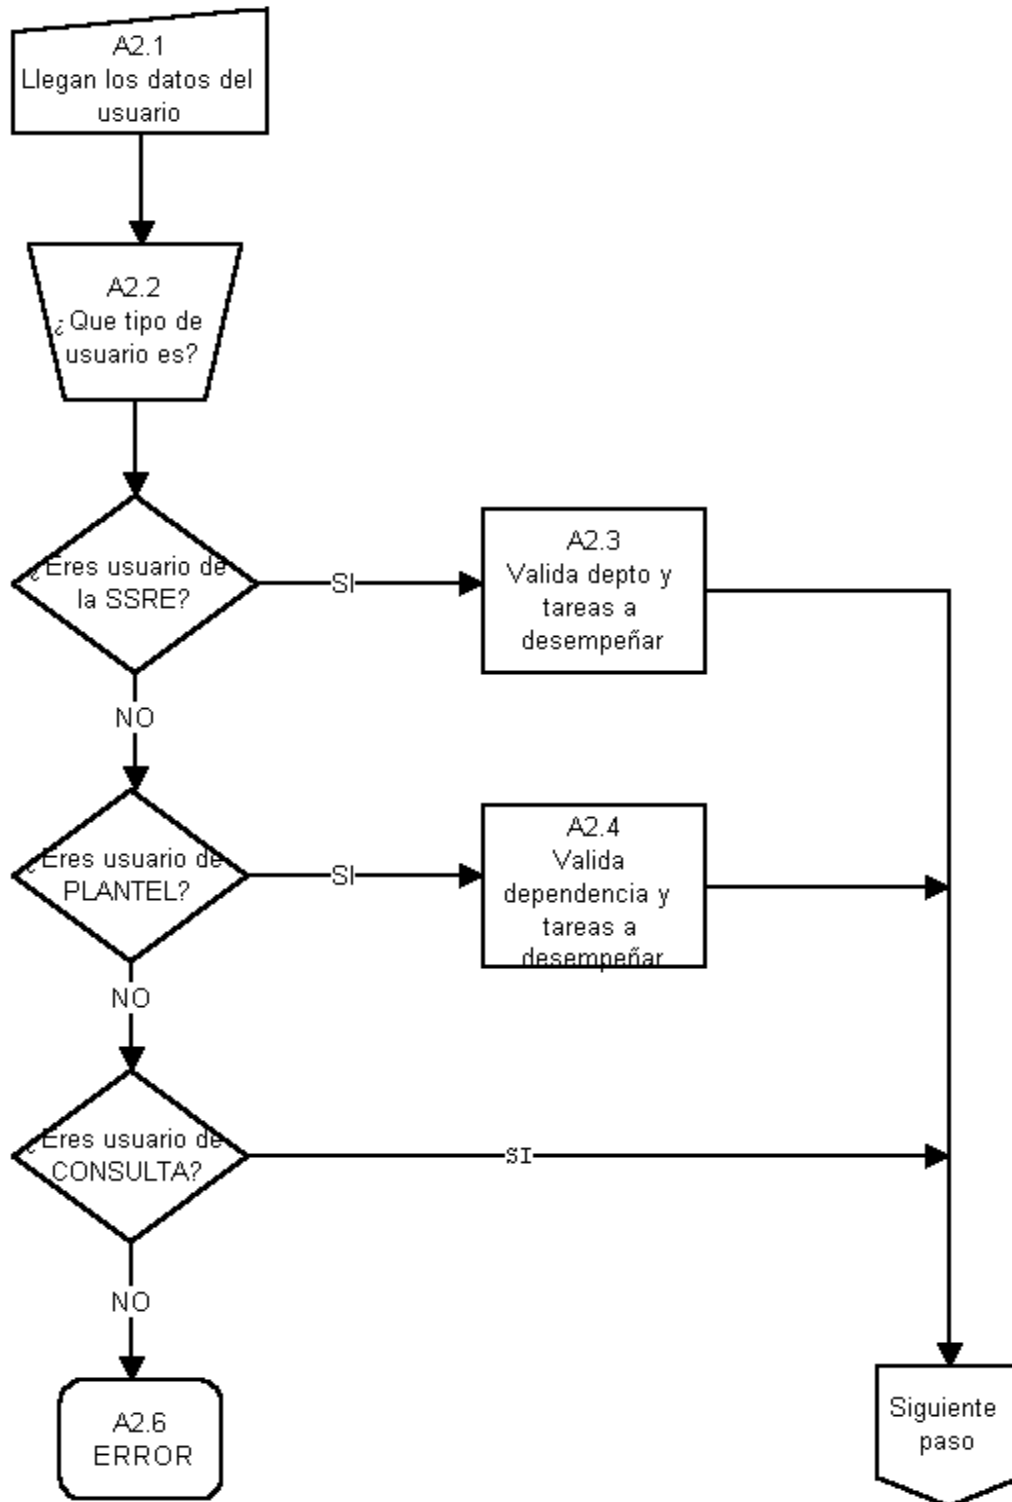 A2.1
Llegan los datos del
usuario
A2.2
¿Que tipo de
usuario es?
¿Eres usuario de
la SSRE?
SI
A2.3
Valida depto y
tareas a
desempeñar
NO
¿Eres usuario de
PLANTEL?
SI
A2.4
Valida
dependencia y
tareas a
desempeñar
NO
¿Eres usuario de
CONSULTA?
SI
NO
A2.6
ERROR
Siguiente
paso